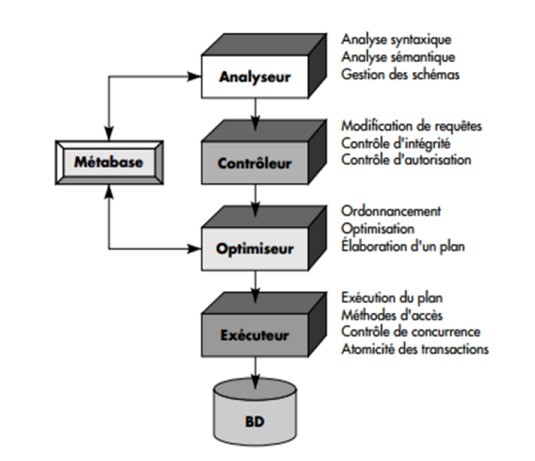 Analyseur
Analyse syntaxique
Analyse sémantique
Gestion des schémas
Métabase
Contrôleur
Modification de requêtes
Contrôle d'intégrité
Contrôle d'autorisation
Optimiseur
Ordonnancement
Optimisation
Élaboration d'un plan
Exécuteur
Exécution du plan
Méthodes d'accès
Contrôle de concurrence
Atomicité des transactions
BD